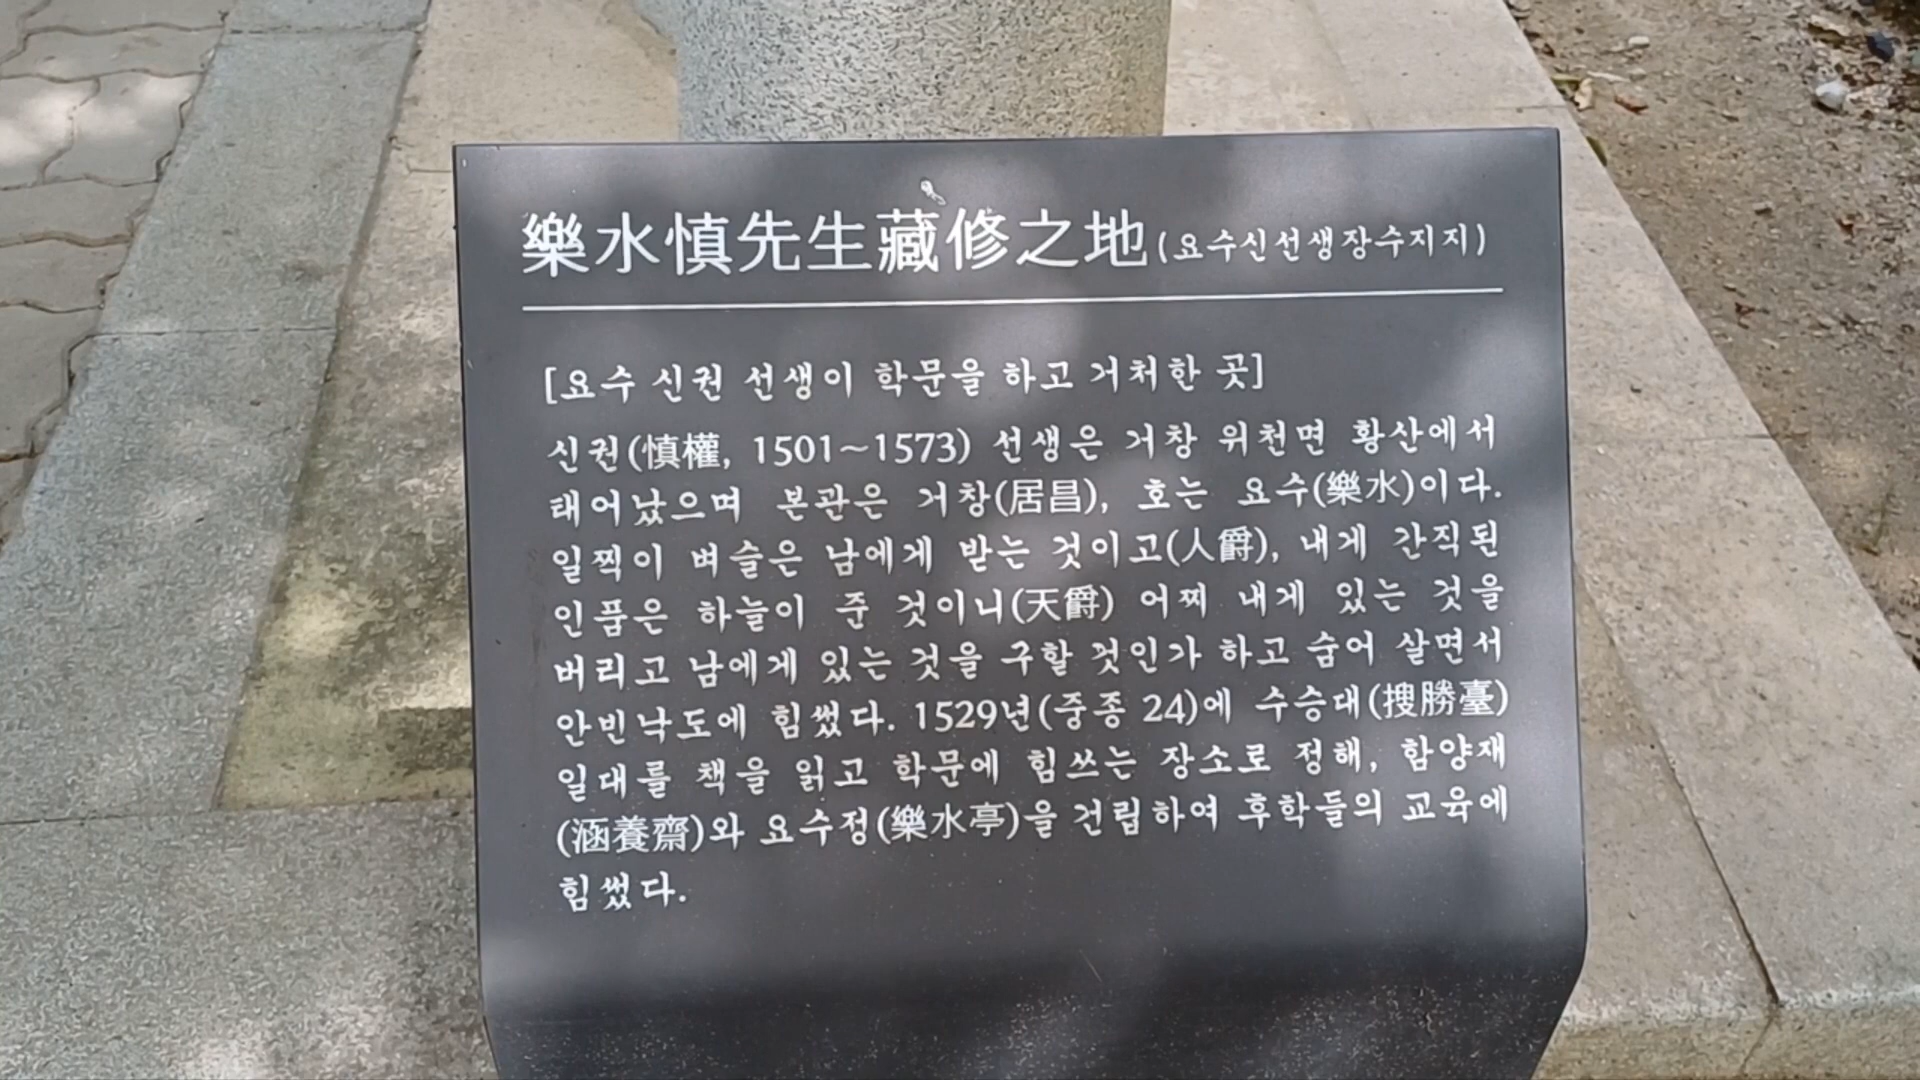 樂水慎先生藏修之地(요수신선생장수지지)
[요수 신권 선생이 학문을 하고 거처한 곳]
신권(慎權, 1501~1573) 선생은 거창 위천면 황산에서
태어났으며 본관은 거창(居昌), 호는 요수(樂水)이다.
일찍이 벼슬은 남에게 받는 것이고(人爵), 내게 간직된
인품은 하늘이 준 것이니(天爵) 어찌 내게 있는 것을
버리고 남에게 있는 것을 구할 것인가 하고 숨어 살면서
안빈낙도에 힘썼다. 1529년(중종 24)에 수승대(搜勝臺)
일대를 책을 읽고 학문에 힘쓰는 장소로 정해, 함양재
(涵養齋)와 요수정(樂水亭)을 건립하여 후학들의 교육에
힘썼다.